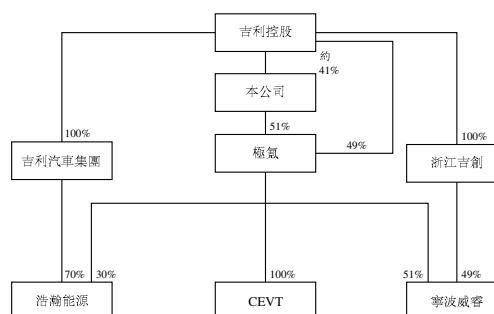 吉利控股
約
41%
本公司
100%
51%
100%
吉利汽車集團
極氪
49%
浙江吉創
70%
30%
100%
51%
49%
浩瀚能源
CEVT
寧波威睿